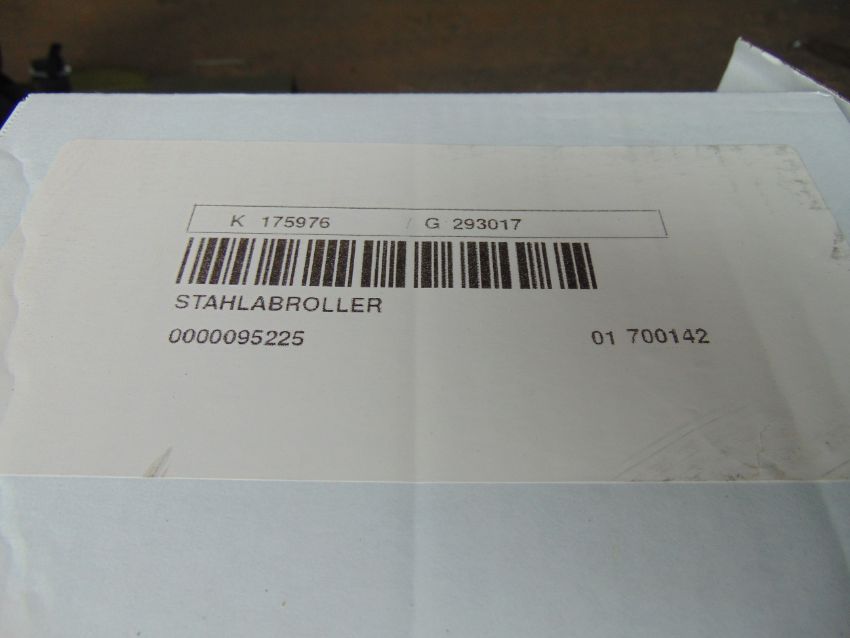 K 175976 / G 293017
STAHLABROLLER
0000095225 01 700142